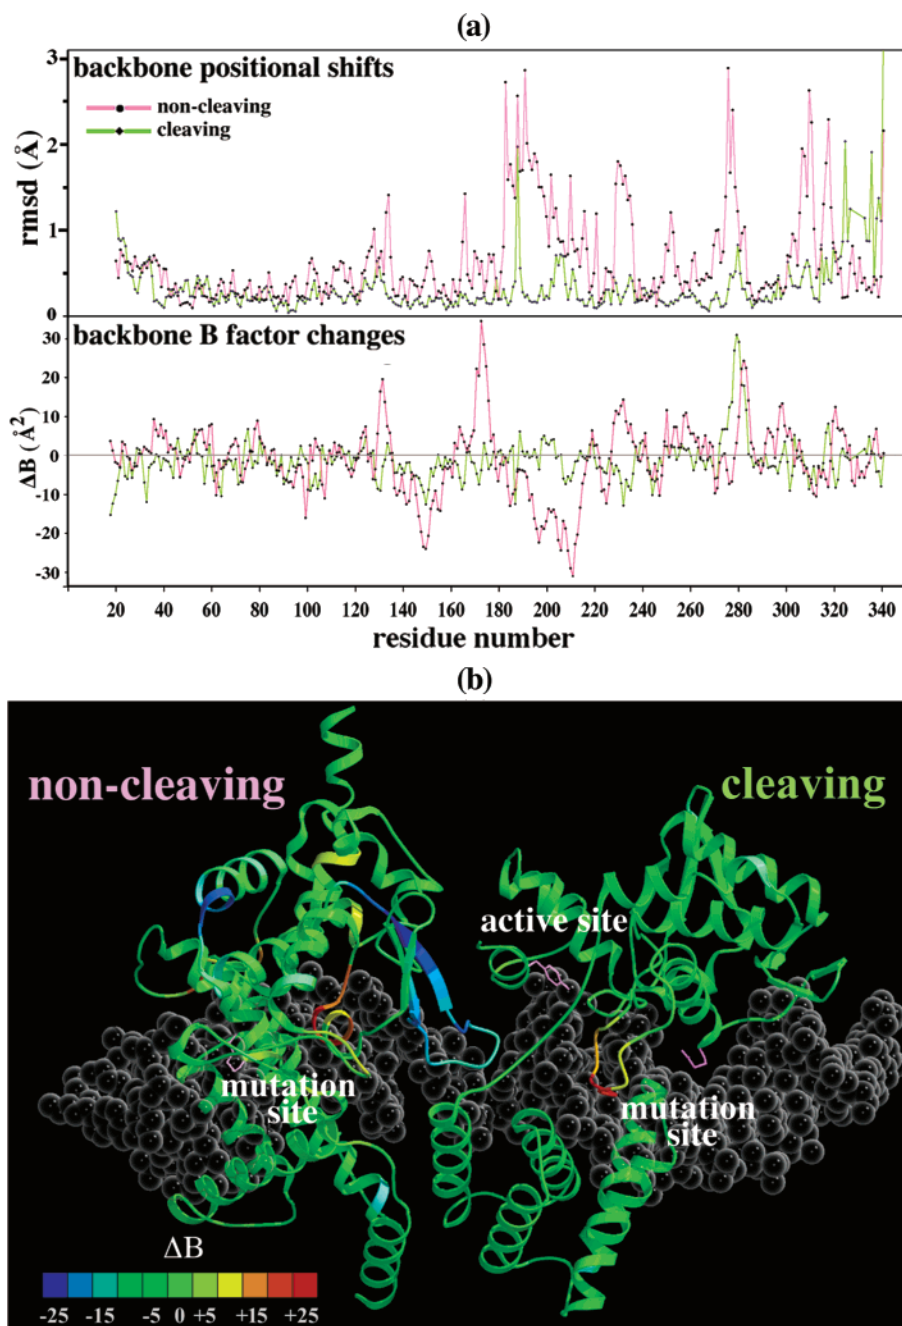 (a)
backbone positional shifts
non-cleaving
cleaving
rmsd (Å)
3
2
1
0
backbone B factor changes
ΔB (Å²)
30
20
10
0
-10
-20
-30
20 40 60 80 100 120 140 160 180 200 220 240 260 280 300 320 340
residue number
(b)
non-cleaving
cleaving
active site
mutation
site
mutation
site
ΔB
-25 -15 -5 0 +5 +15 +25